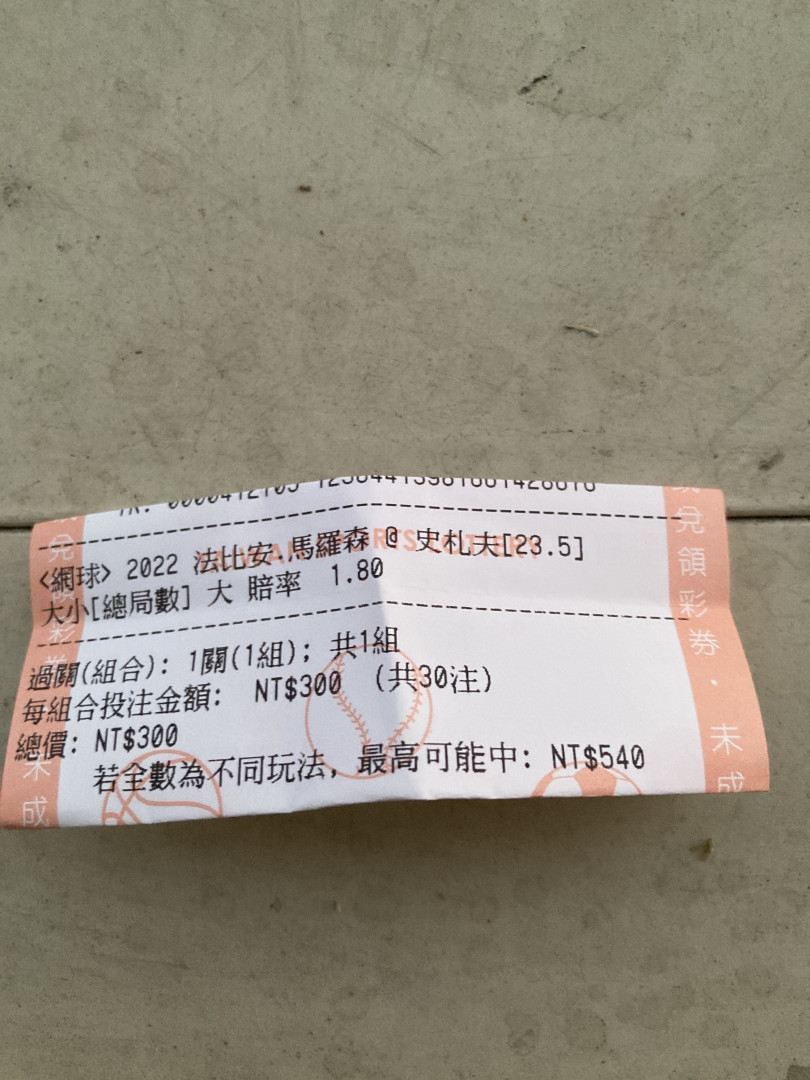 <網球> 2022 法比安 馬羅森 @ 史札夫[23.5]
大小[總局數] 大 賠率 1.80
過關(組合): 1關(1組); 共1組
每組合投注金額: NT$300 (共30注)
總價: NT$300
若全數為不同玩法, 最高可能中: NT$540
兌領彩券.未成